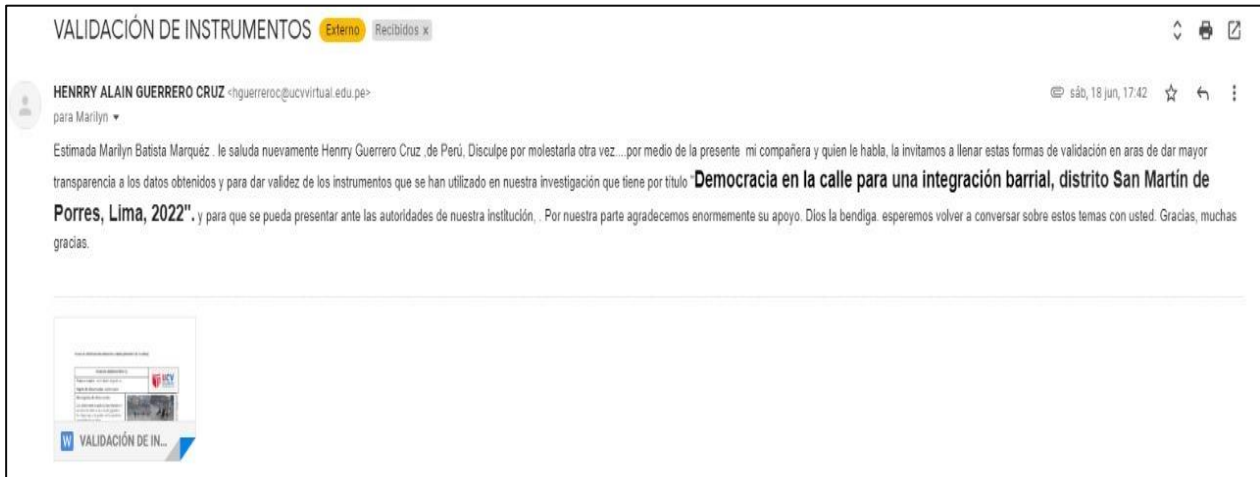 VALIDACIÓN DE INSTRUMENTOS Externo Recibidos x
HENRRY ALAIN GUERRERO CRUZ <hguerreroc@ucvvirtual.edu.pe>
sáb, 18 jun, 17:42
para Marilyn
Estimada Marilyn Batista Marquéz . le saluda nuevamente Henrry Guerrero Cruz ,de Perú, Disculpe por molestarla otra vez....por medio de la presente mi compañera y quien le habla, la invitamos a llenar estas formas de validación en aras de dar mayor
transparencia a los datos obtenidos y para dar validez de los instrumentos que se han utilizado en nuestra investigación que tiene por titulo "Democracia en la calle para una integración barrial, distrito San Martín de
Porres, Lima, 2022". y para que se pueda presentar ante las autoridades de nuestra institución, . Por nuestra parte agradecemos enormemente su apoyo. Dios la bendiga. esperemos volver a conversar sobre estos temas con usted. Gracias, muchas
gracias.
UCV
W VALIDACIÓN DE IN...